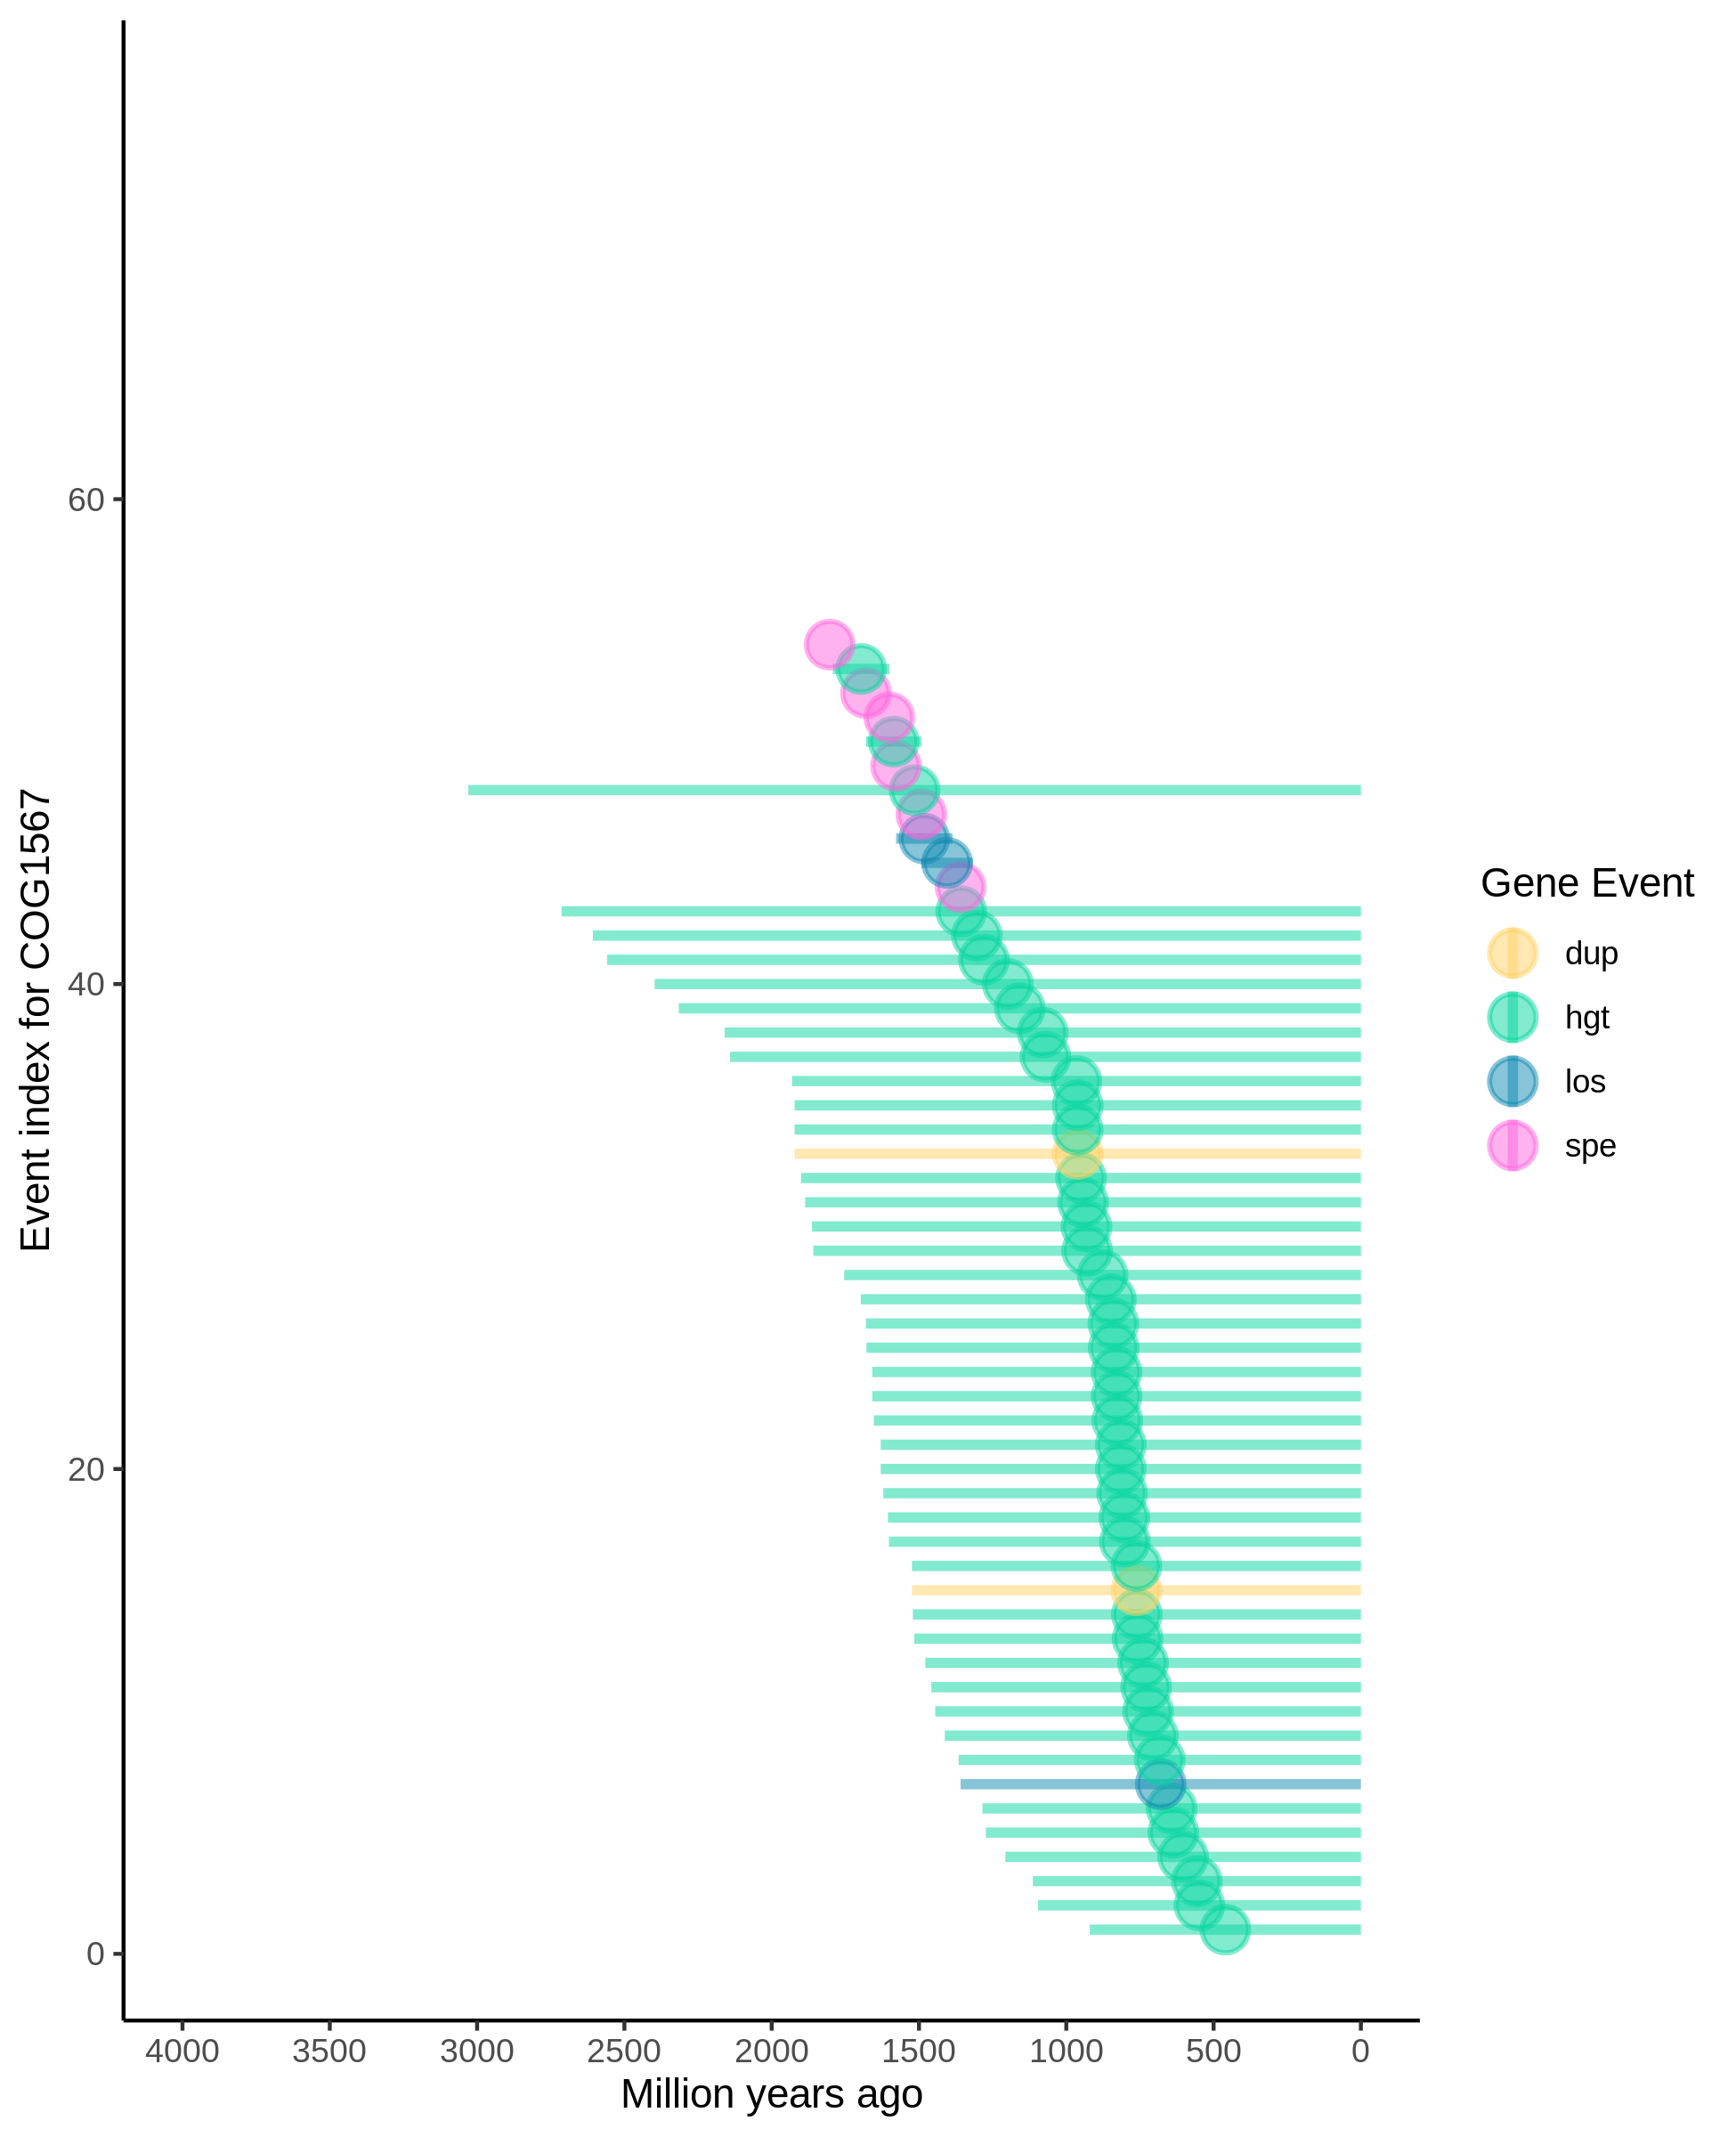 Event index for COG1567
60
40
20
0
4000 3500 3000 2500 2000 1500 1000 500 0
Million years ago
Gene Event
dup
hgt
los
spe